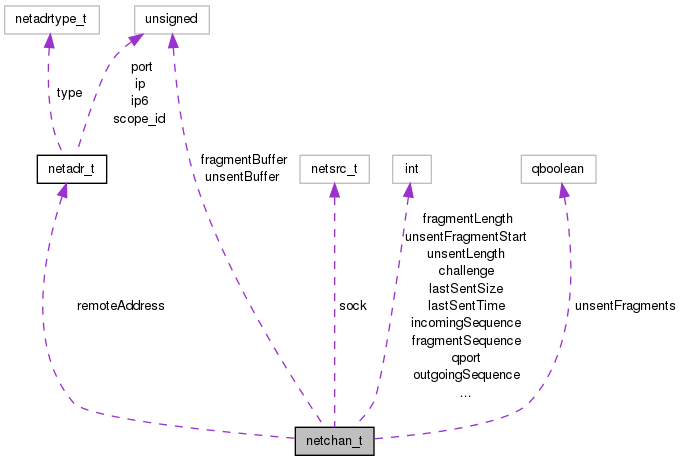 netadrtype_t
unsigned
port
ip
ip6
scope_id
type
netadr_t
fragmentBuffer
unsentBuffer
netsrc_t
int
qboolean
fragmentLength
unsentFragmentStart
unsentLength
challenge
lastSentSize
lastSentTime
incomingSequence
fragmentSequence
qport
outgoingSequence
...
remoteAddress
sock
unsentFragments
netchan_t